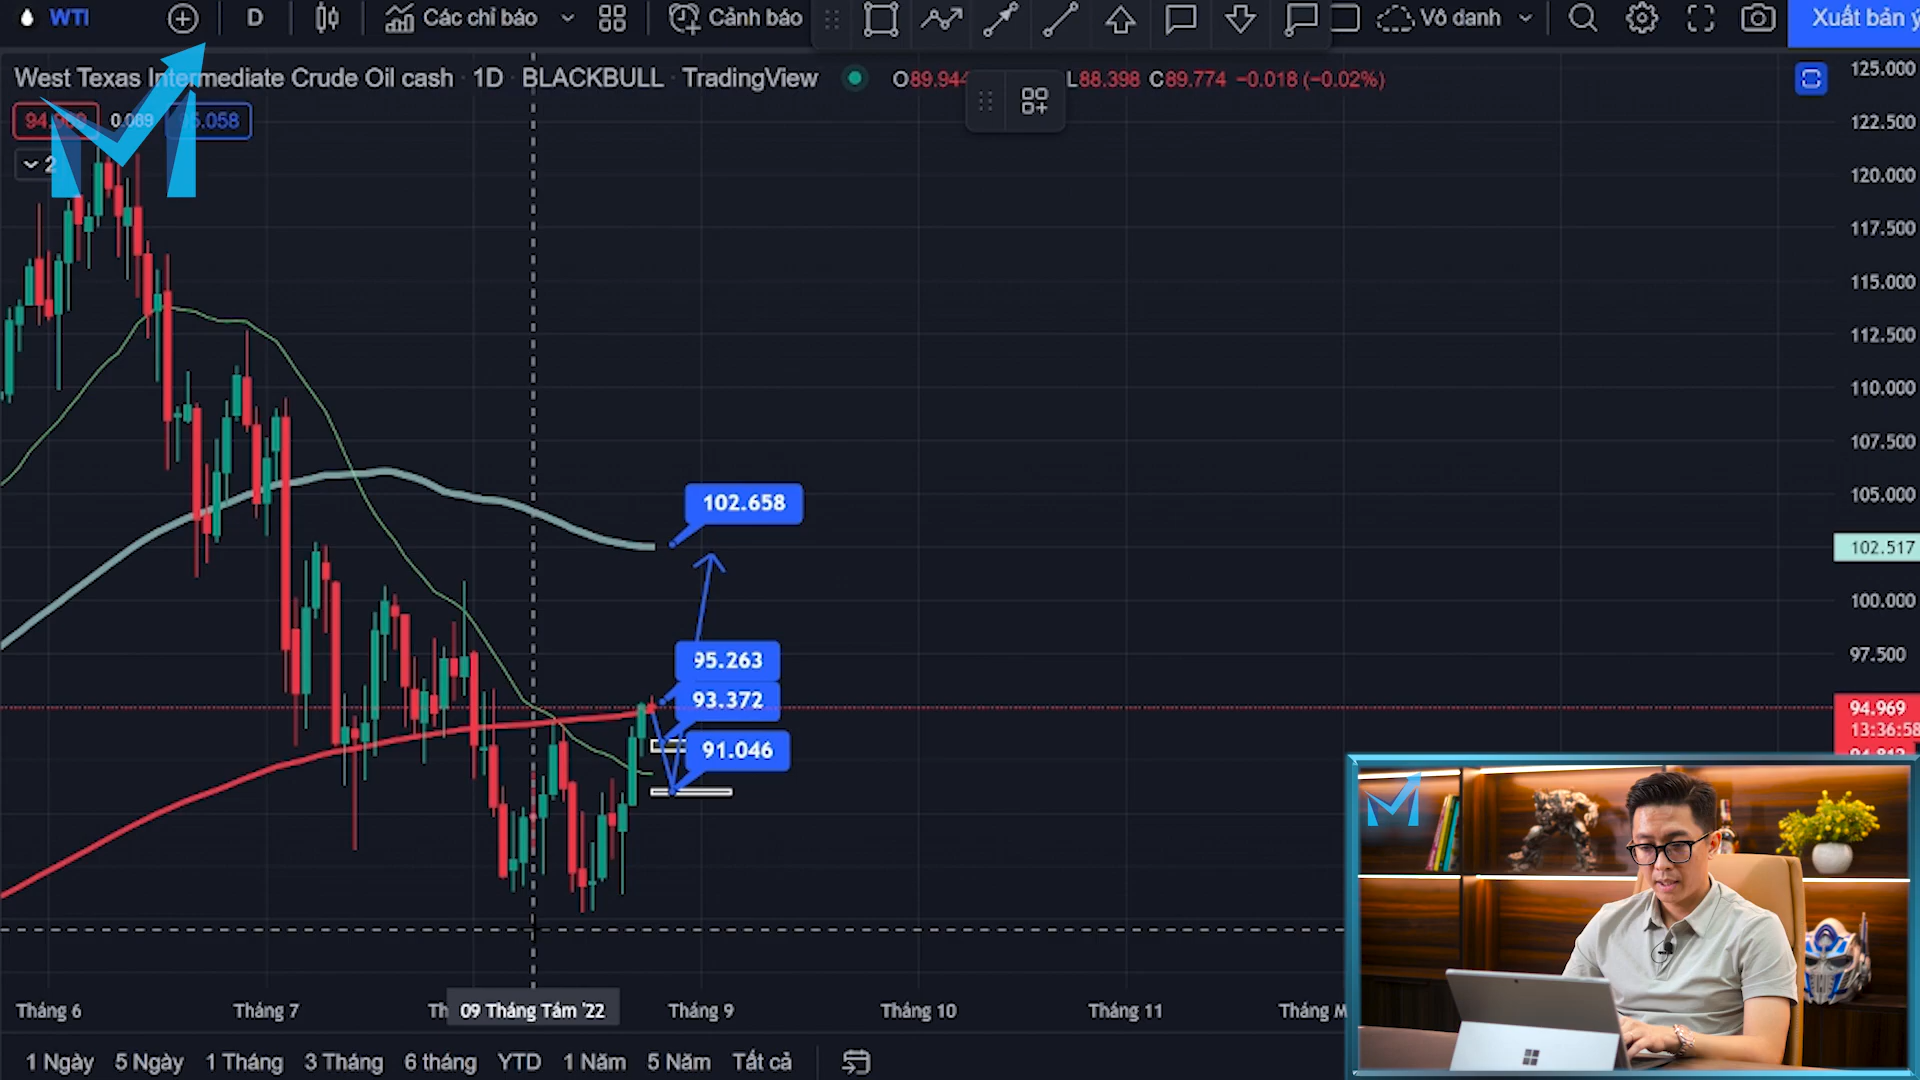 WTI
D
Các chỉ báo
Cảnh báo
Vô danh
Xuất bản ý
West Texas Intermediate Crude Oil cash · 1D · BLACKBULL · TradingView
L88.398 C89.774 −0.018 (−0.02%)
0.089
2
125.000
122.500
120.000
117.500
115.000
112.500
110.000
107.500
105.000
102.517
100.000
97.500
94.969
13:36:58
102.658
95.263
93.372
91.046
Tháng 6
Tháng 7
Th
09 Tháng Tám '22
Tháng 9
Tháng 10
Tháng 11
Tháng M
1 Ngày
5 Ngày
1 Tháng
3 Tháng
6 tháng
YTD
1 Năm
5 Năm
Tất cả